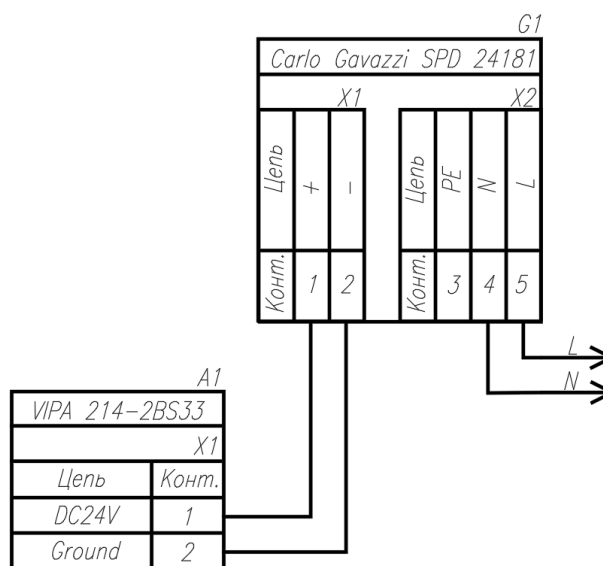 G1
Carlo Gavazzi SPD 24181
X1 X2
Цепь + - Цепь PE N L
Конт. 1 2 Конт. 3 4 5
L
N
A1
VIPA 214-2BS33
X1
Цепь Конт.
DC24V 1
Ground 2